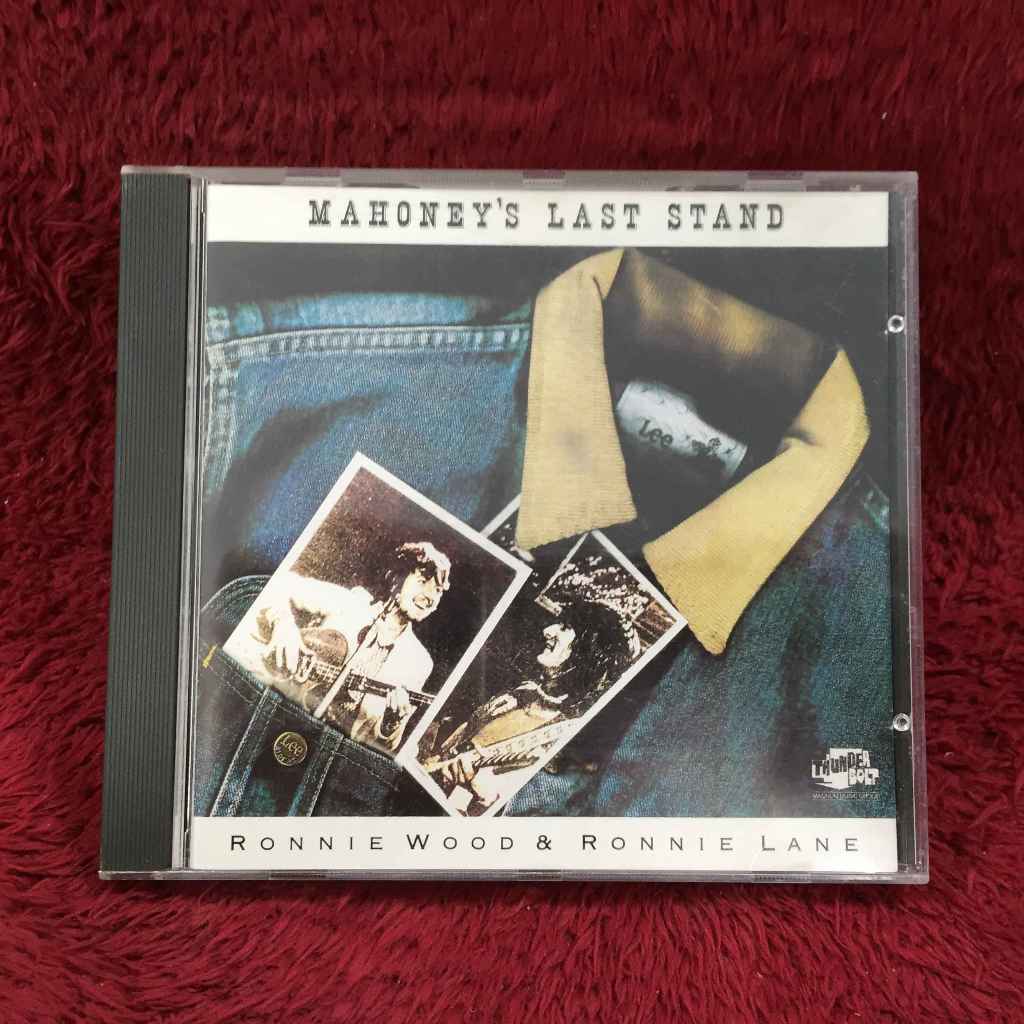 MAHONEY'S LAST STAND
Lee
Lee
THUNDER
BOLT
RONNIE WOOD & RONNIE LANE